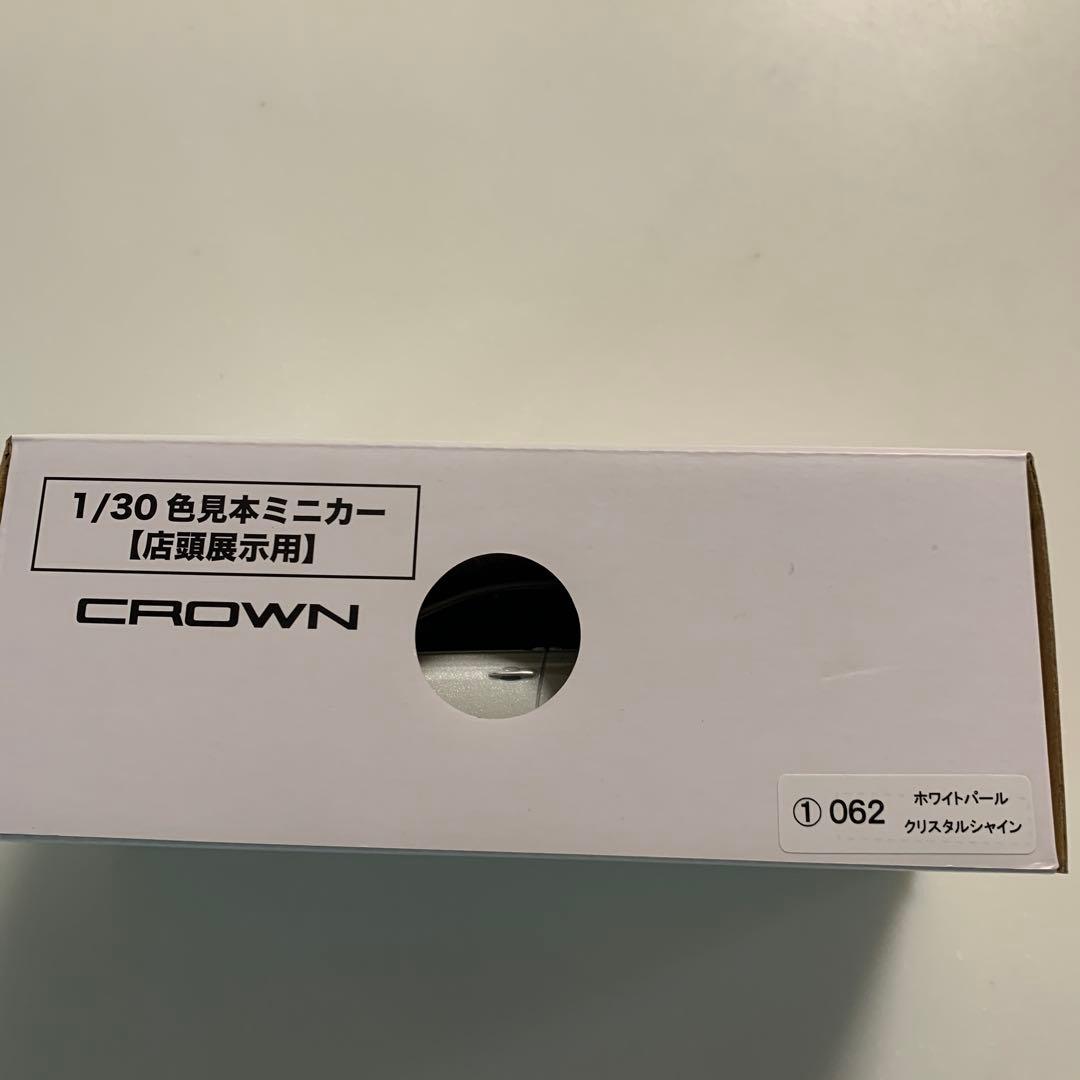 1/30 色見本ミニカー
【店頭展示用】
CROWN
① 062
ホワイトパール
クリスタルシャイン